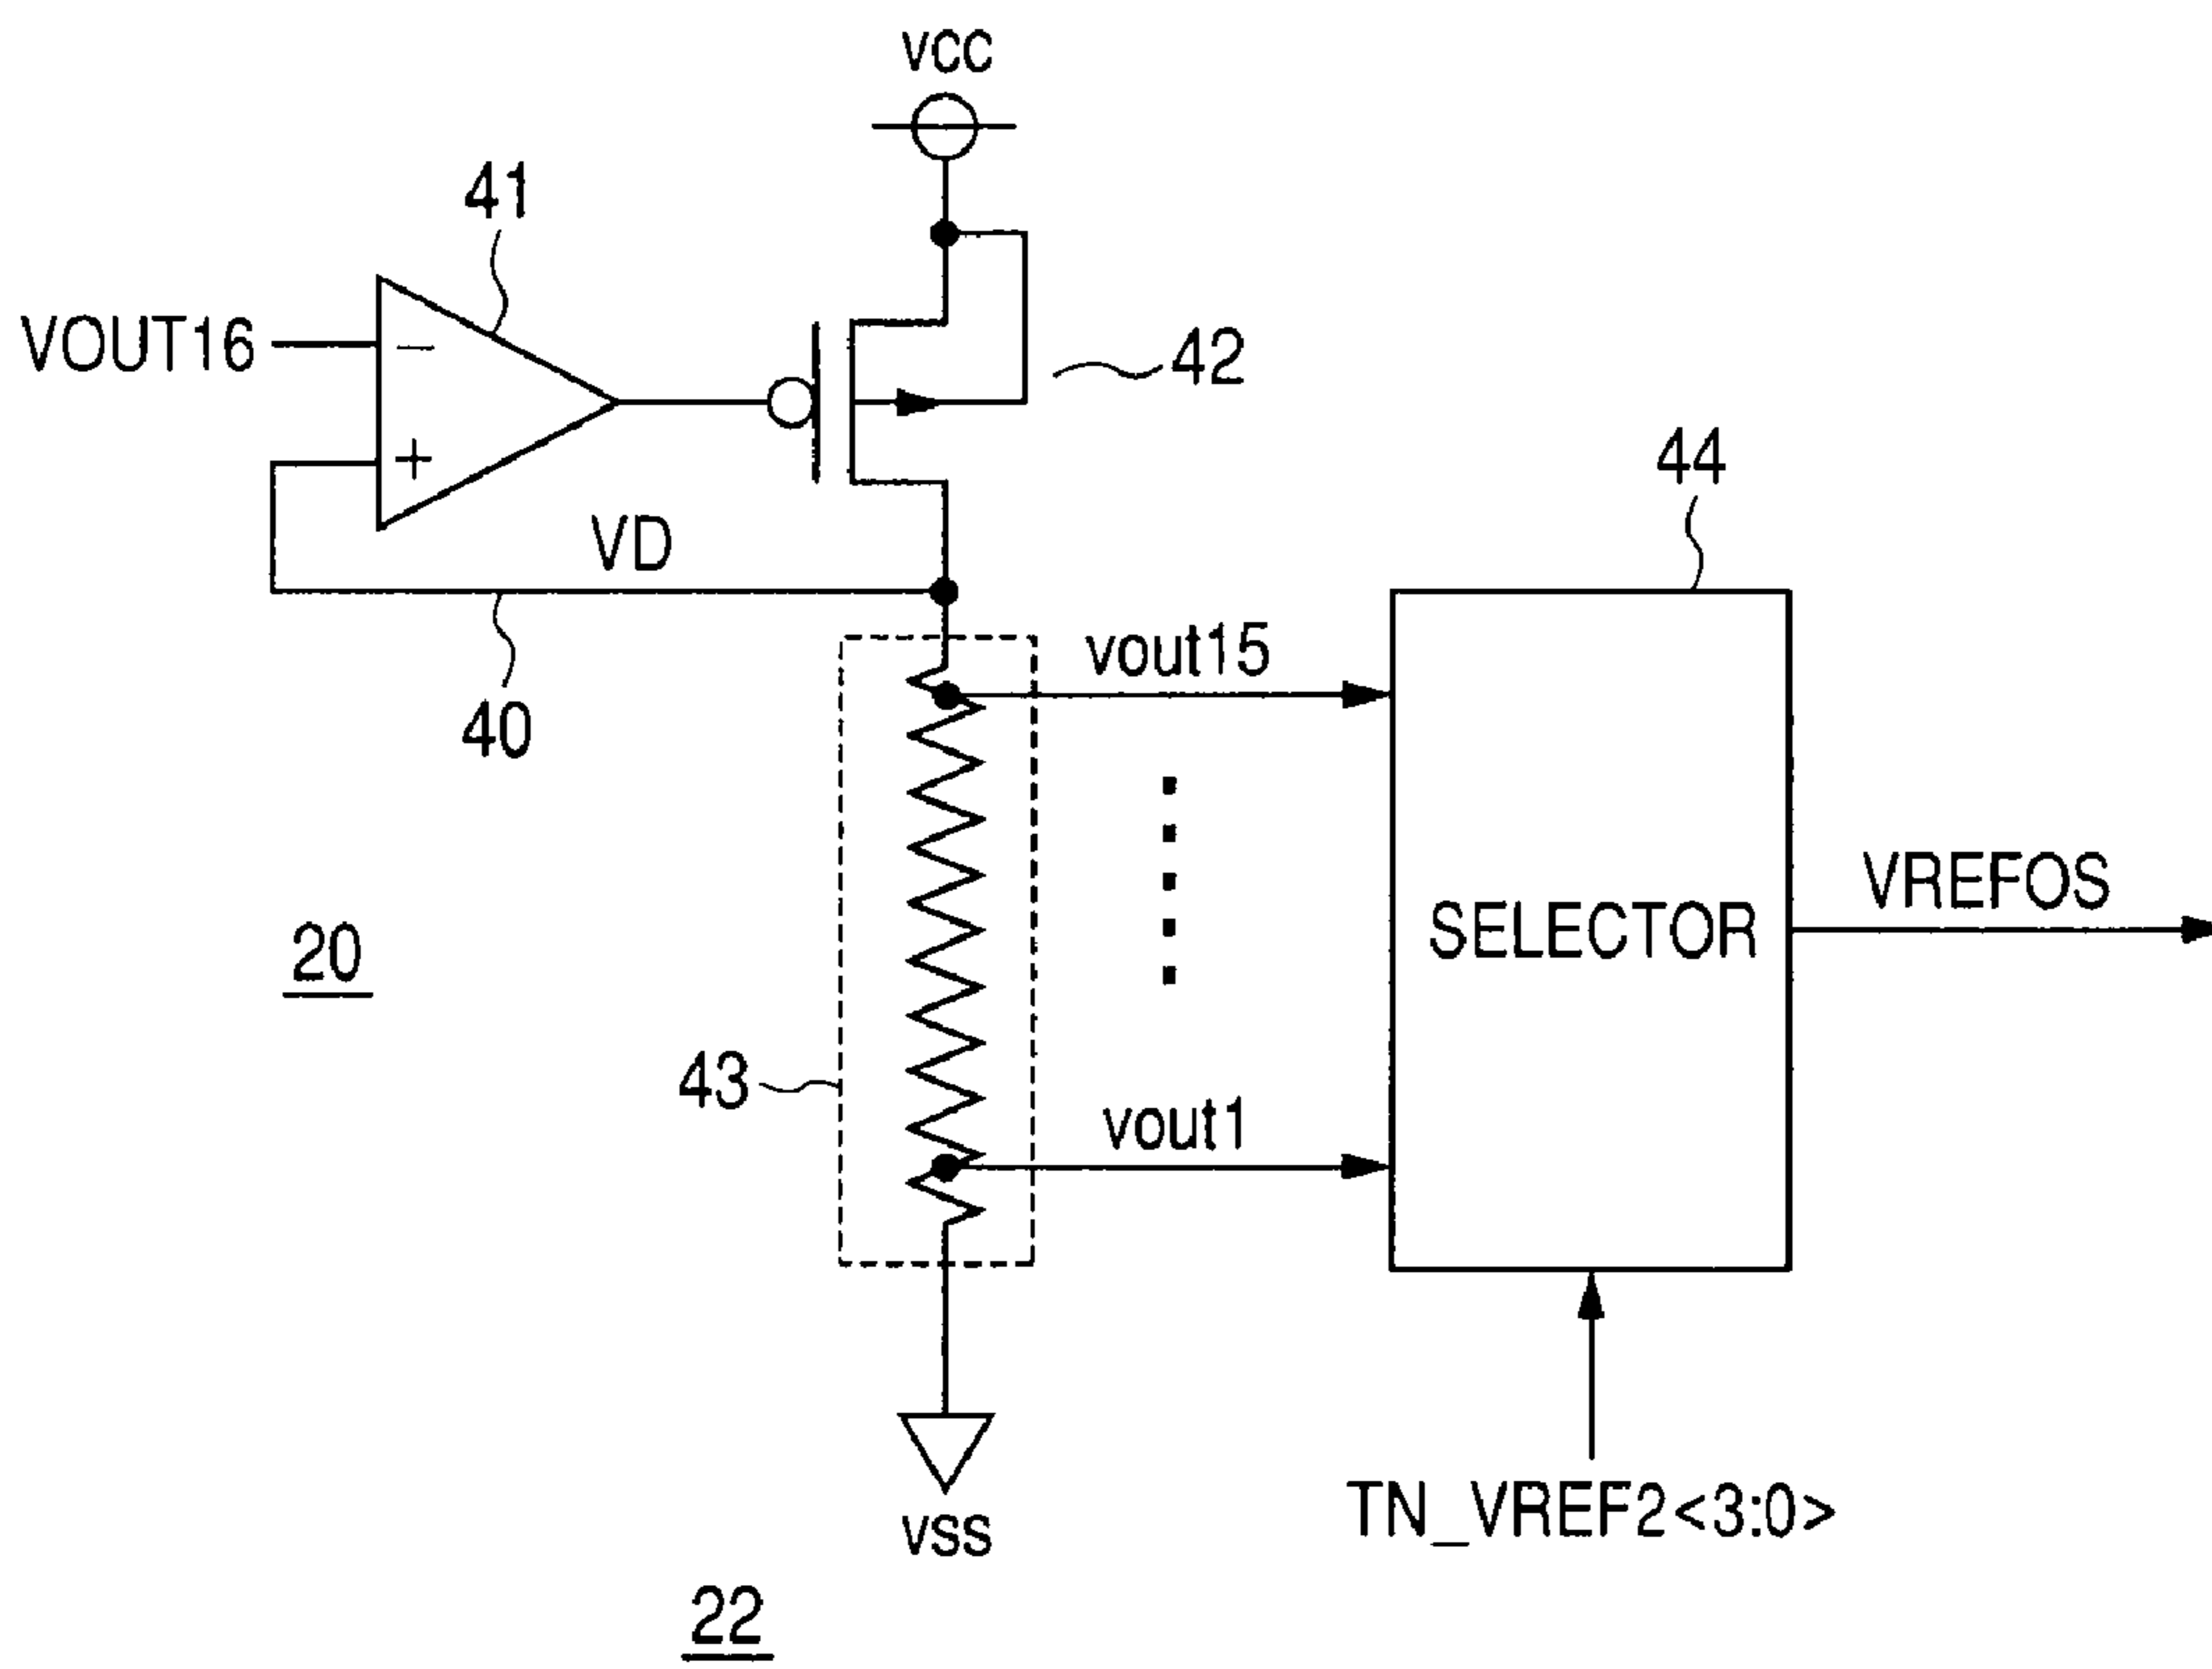 vcc
41
VOUT16
−
+
42
VD
44
40
vout15
20
SELECTOR
VREFOS
43
vout1
vss
TN_VREF2<3:0>
22